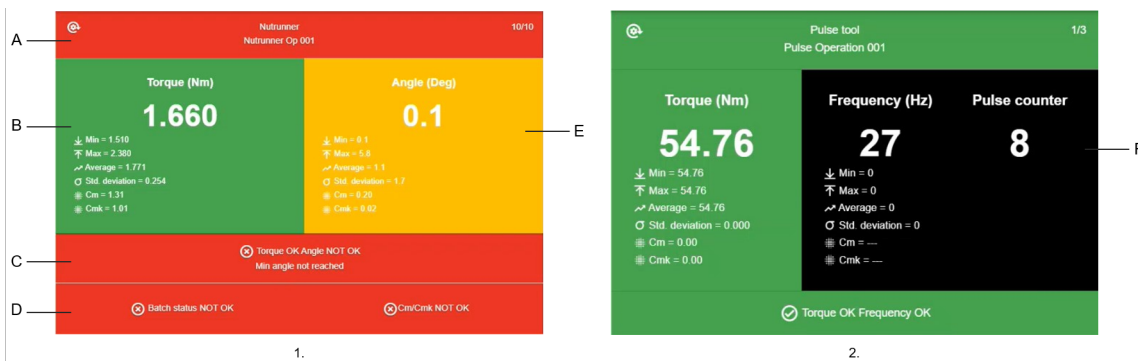 Nutrunner 10/10
A
Nutrunner Op 001
Torque (Nm) Angle (Deg)
1.660 0.1
B
E
Min = 1.510 Min = 0.1
Max = 2.380 Max = 5.8
Average = 1.771 Average = 1.1
σ Std. deviation = 0.254 σ Std. deviation = 1.7
Cm = 1.31 Cm = 0.20
Cmk = 1.01 Cmk = 0.02
C
Torque OK Angle NOT OK
Min angle not reached
D
Batch status NOT OK Cm/Cmk NOT OK
1.
Pulse tool 1/3
Pulse Operation 001
Torque (Nm) Frequency (Hz) Pulse counter
54.76 27 8
F
Min = 54.76 Min = 0
Max = 54.76 Max = 0
Average = 54.76 Average = 0
σ Std. deviation = 0.000 σ Std. deviation = 0
Cm = 0.00 Cm = ---
Cmk = 0.00 Cmk = ---
Torque OK Frequency OK
2.